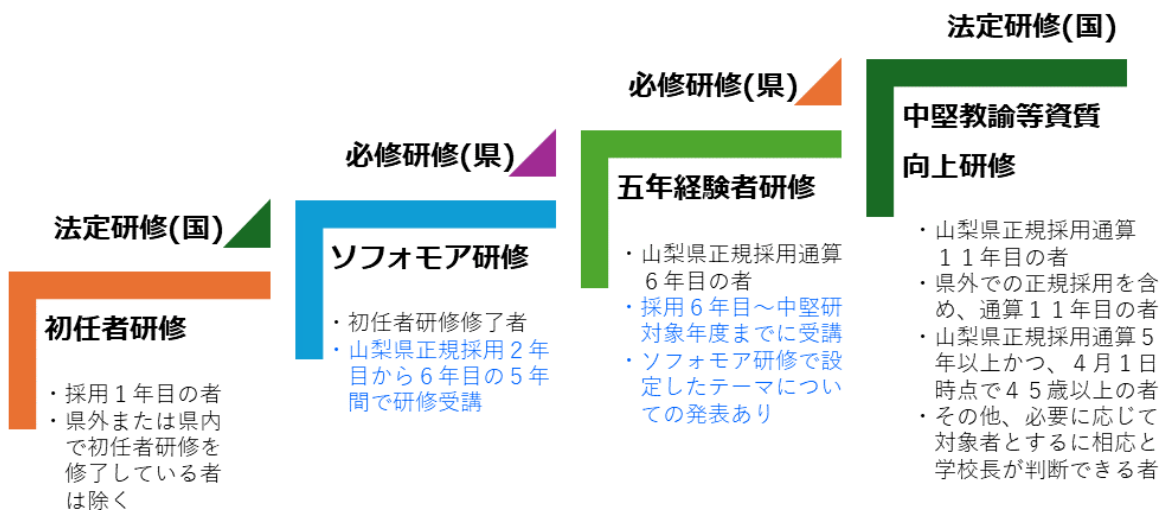 法定研修(国)
初任者研修
・採用１年目の者
・県外または県内
で初任者研修を
修了している者
は除く
必修研修(県)
ソフォモア研修
・初任者研修修了者
・山梨県正規採用２年
目から６年目の５年
間で研修受講
必修研修(県)
五年経験者研修
・山梨県正規採用通算
６年目の者
・採用６年目～中堅研
対象年度までに受講
・ソフォモア研修で設
定したテーマについ
ての発表あり
法定研修(国)
中堅教諭等資質
向上研修
・山梨県正規採用通算
１１年目の者
・県外での正規採用を含
め、通算１１年目の者
・山梨県正規採用通算５
年以上かつ、４月１日
時点で４５歳以上の者
・その他、必要に応じて
対象者とするに相応と
学校長が判断できる者